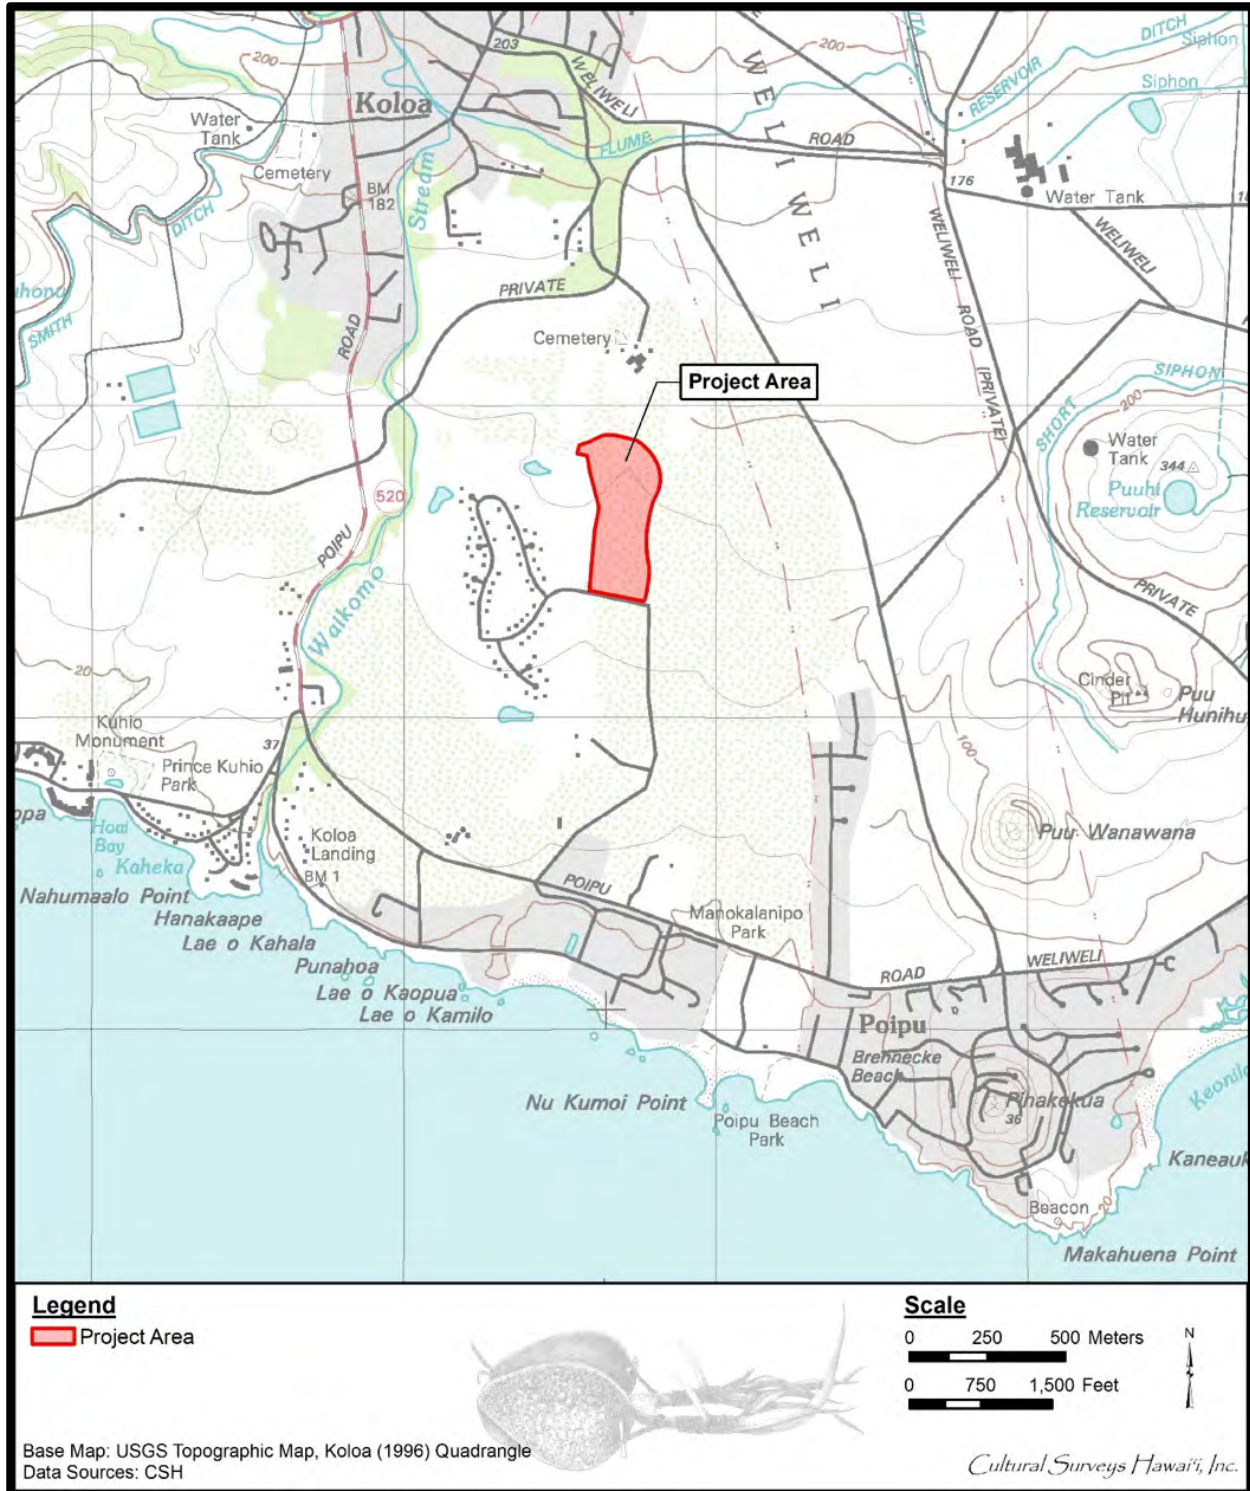 203
200
200
DITCH
Siphon
Siphon
RESERVOIR
WELIWELI
Koloa
Water
Tank
FLUME
ROAD
WELIWELI
Cemetery
BM
182
Stream
DITCH
176
Water Tank
WELIWELI
WELIWELI ROAD (PRIVATE)
PRIVATE
SMITH
ROAD
Cemetery
Project Area
SIPHON
200
SHORT
Water
Tank
344
Puuhi
Reservoir
520
POIPU
Waikomo
PRIVATE
20
Cinder
Pit
Puu
Hunihu
Kuhio
Monument
37
Prince Kuhio
Park
100
Hoai
Bay
Kaheka
Koloa
Landing
BM 1
Puu Wanawana
POIPU
Nahumaalo Point
Hanakaape
Lae o Kahala
Manokalanipo
Park
Punahoa
Lae o Kaopua
Lae o Kamilo
ROAD
WELIWELI
Poipu
Brennecke
Beach
Nu Kumoi Point
Poipu Beach
Park
Pihakekua
36
Keonilo
Kaneauk
Beacon
20
Makahuena Point
Legend
Project Area
Scale
0 250 500 Meters
0 750 1,500 Feet
N
Base Map: USGS Topographic Map, Koloa (1996) Quadrangle
Data Sources: CSH
Cultural Surveys Hawai'i, Inc.